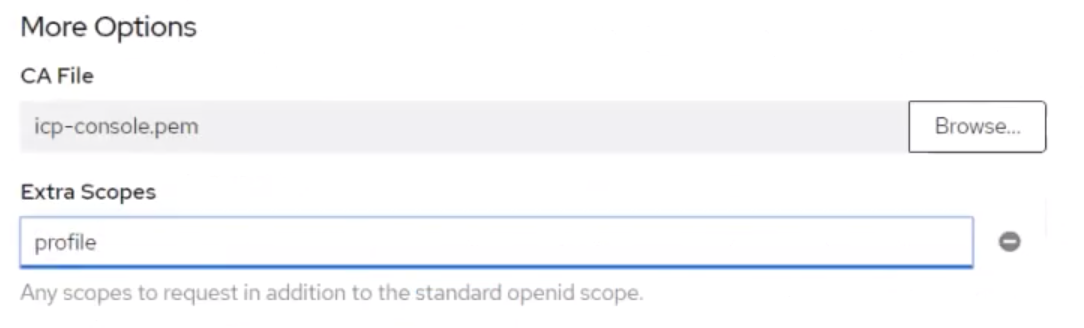 More Options
CA File
icp-console.pem
Browse...
Extra Scopes
profile
Any scopes to request in addition to the standard openid scope.